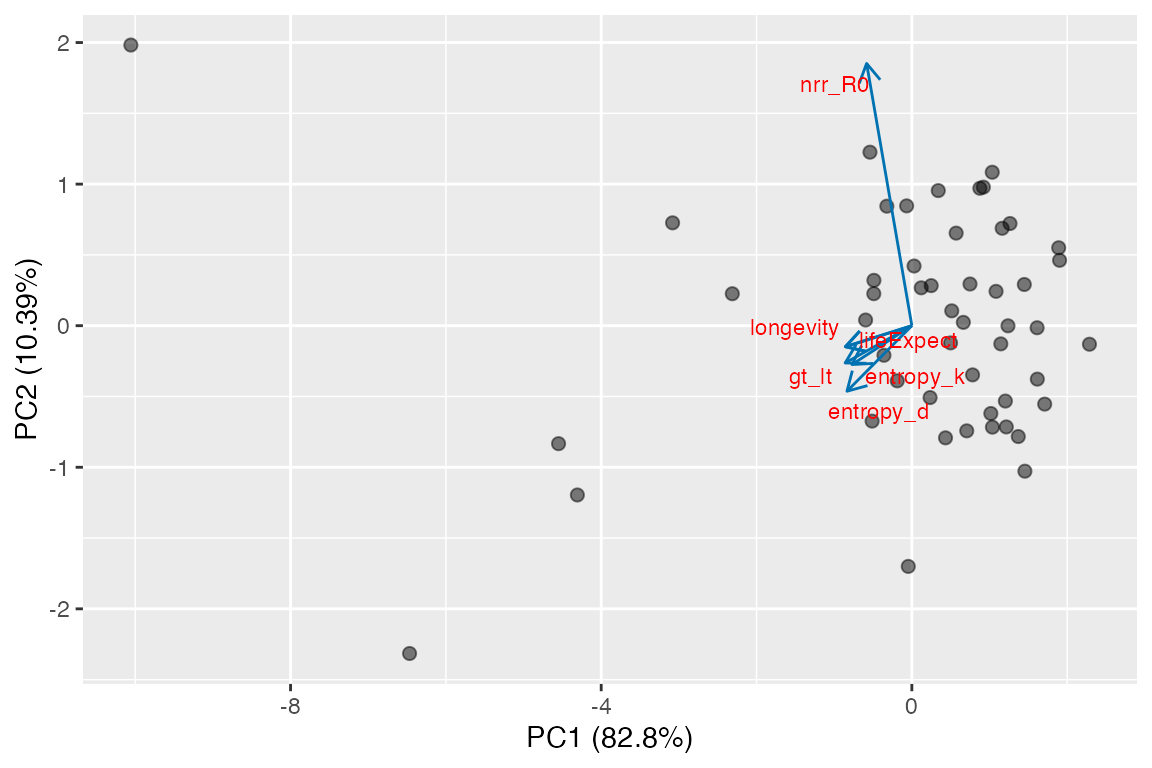 2
nrr_R0
1
PC2 (10.39%)
0
longevity
lifeExpect
gt_lt
entropy_k
entropy_d
-1
-2
-8
-4
0
PC1 (82.8%)